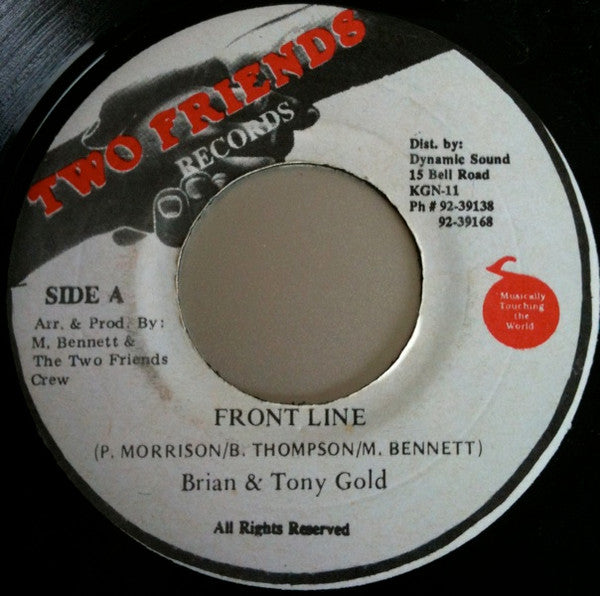 TWO FRIENDS
RECORDS
Dist. by:
Dynamic Sound
15 Bell Road
KGN-11
Ph # 92-39138
92-39168
SIDE A
Musically
Touching
the
World
Arr. & Prod. By:
M. Bennett &
The Two Friends
Crew
FRONT LINE
(P. MORRISON/B. THOMPSON/M. BENNETT)
Brian & Tony Gold
All Rights Reserved